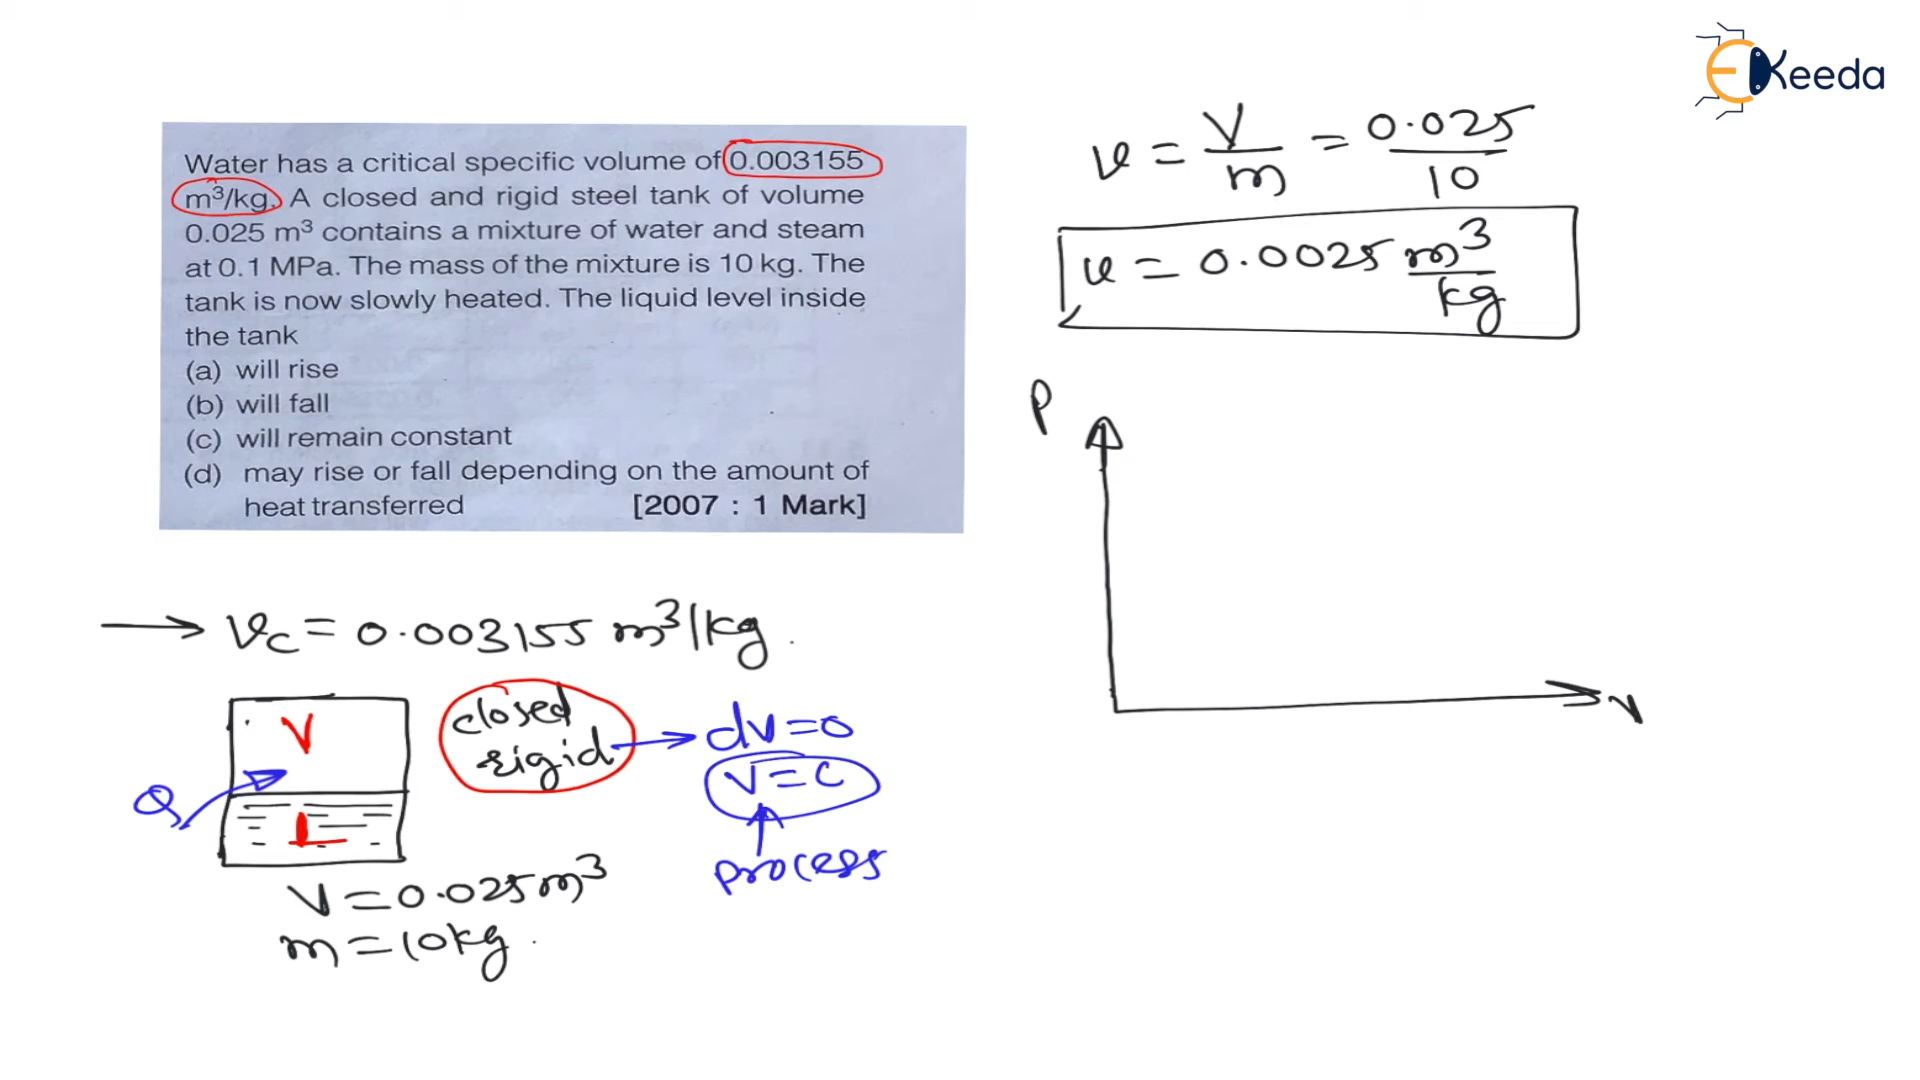 EKeeda
Water has a critical specific volume of 0.003155
m³/kg. A closed and rigid steel tank of volume
0.025 m³ contains a mixture of water and steam
at 0.1 MPa. The mass of the mixture is 10 kg. The
tank is now slowly heated. The liquid level inside
the tank
(a) will rise
(b) will fall
(c) will remain constant
(d) may rise or fall depending on the amount of
heat transferred [2007 : 1 Mark]
→ vc = 0.003155 m³/kg.
V
L
Q
closed
rigid → dv=0
v=c
process
V = 0.025m³
m = 10kg.
v = V/m = 0.025/10
v = 0.0025 m³/kg
P
v